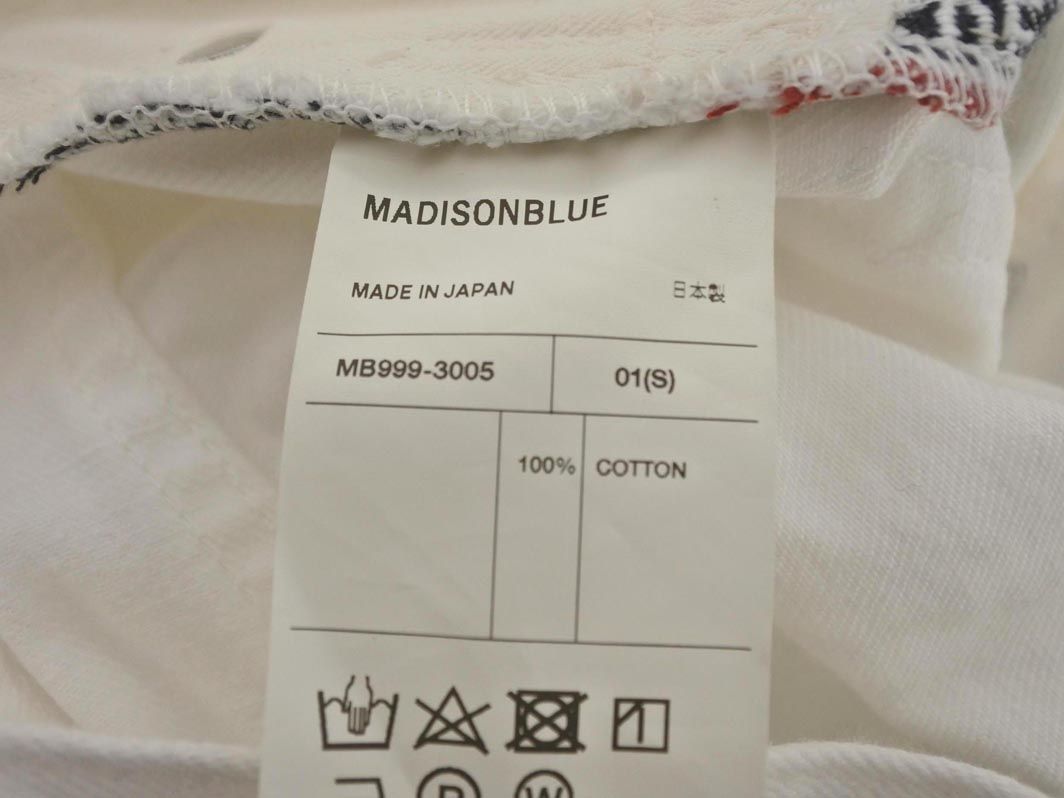 MADISONBLUE
MADE IN JAPAN 日本製
MB999-3005 01(S)
100% COTTON
P W